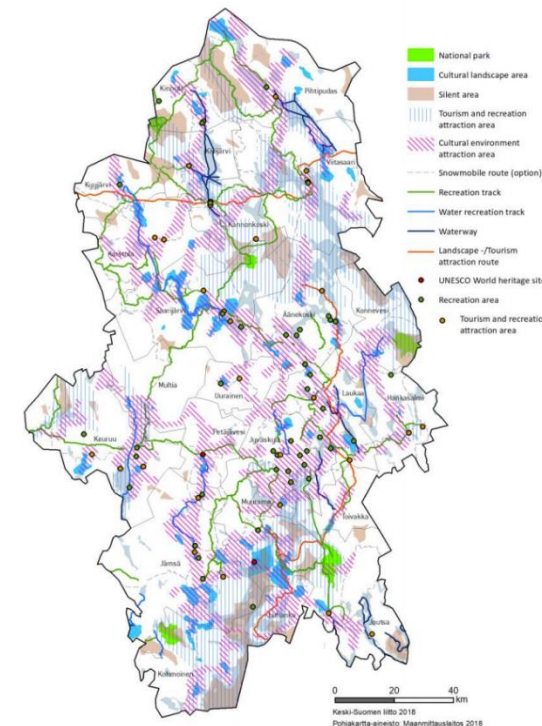 National park
Cultural landscape area
Silent area
Tourism and recreation
attraction area
Cultural environment
attraction area
Snowmobile route (option)
Recreation track
Water recreation track
Waterway
Landscape -/Tourism
attraction route
UNESCO World heritage site
Recreation area
Tourism and recreatio
attraction area
Pihtipudas
Viitasaari
Kyyjärvi
Kannonkoski
Karstula
Saarijärvi
Äänekoski
Konnevesi
Multia
Uurainen
Laukaa
Hankasalmi
Keuruu
Petäjävesi
Jyväskylä
Muurame
Toivakka
Jämsä
Luhanka
Joutsa
Kuhmoinen
0 20 40
km
Keski-Suomen liitto 2018
Pohjakartta-aineisto: Maanmittauslaitos 2018